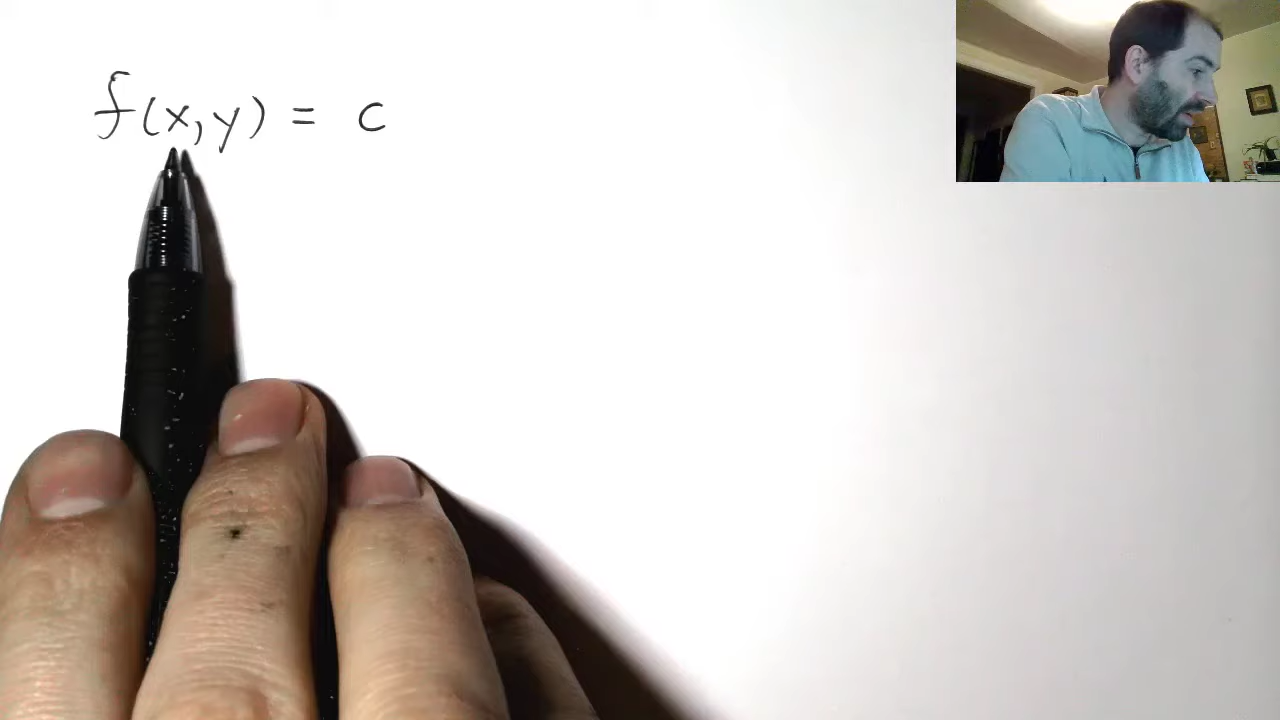 f(x,y) = c